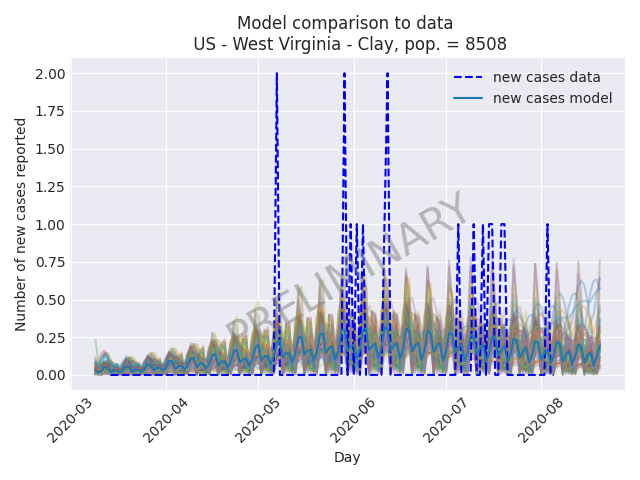 Model comparison to data
US - West Virginia - Clay, pop. = 8508
2.00
1.75
1.50
1.25
1.00
0.75
0.50
0.25
0.00
Number of new cases reported
new cases data
new cases model
PRELIMINARY
2020-03
2020-04
2020-05
2020-06
2020-07
2020-08
Day